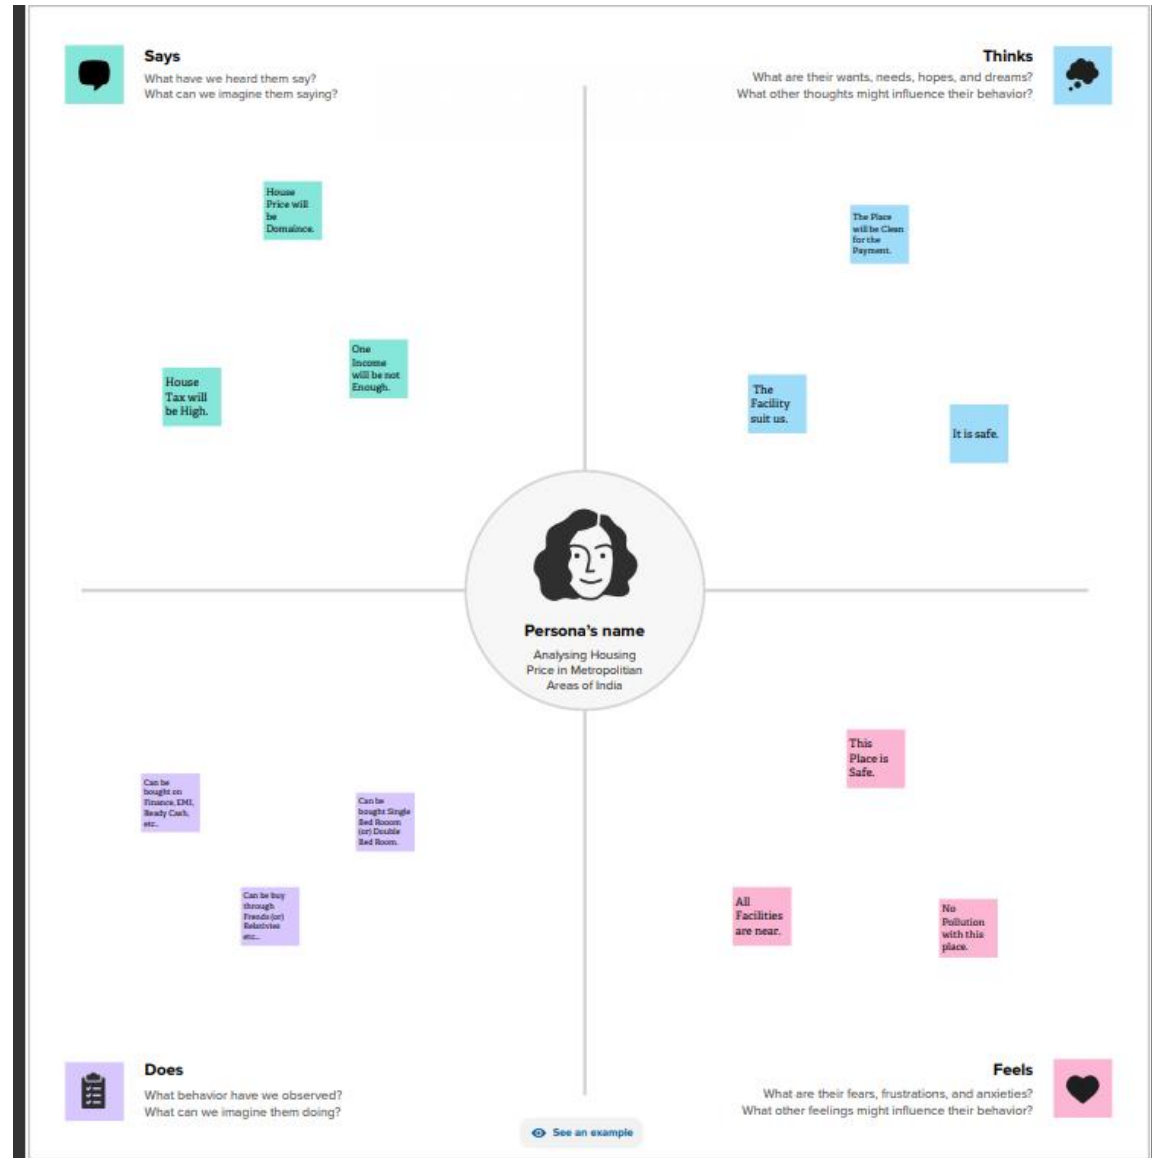 Says
What have we heard them say?
What can we imagine them saying?
Thinks
What are their wants, needs, hopes, and dreams?
What other thoughts might influence their behavior?
House
Price will
be
Domaince.
One
Income
will be not
Enough.
House
Tax will
be High.
The Place
will be Clean
for the
Payment.
The
Facility
suit us.
It is safe.
Persona's name
Analysing Housing
Price in Metropolitian
Areas of India
Can be
bought on
Finance, EMI,
Ready Cash,
etc..
Can be
bought Single
Bed Rooom
(or) Double
Bed Room.
Can be buy
through
Frends (or)
Relativies
etc...
This
Place is
Safe.
All
Facilities
are near.
No
Pollution
with this
place.
Does
What behavior have we observed?
What can we imagine them doing?
Feels
What are their fears, frustrations, and anxieties?
What other feelings might influence their behavior?
See an example